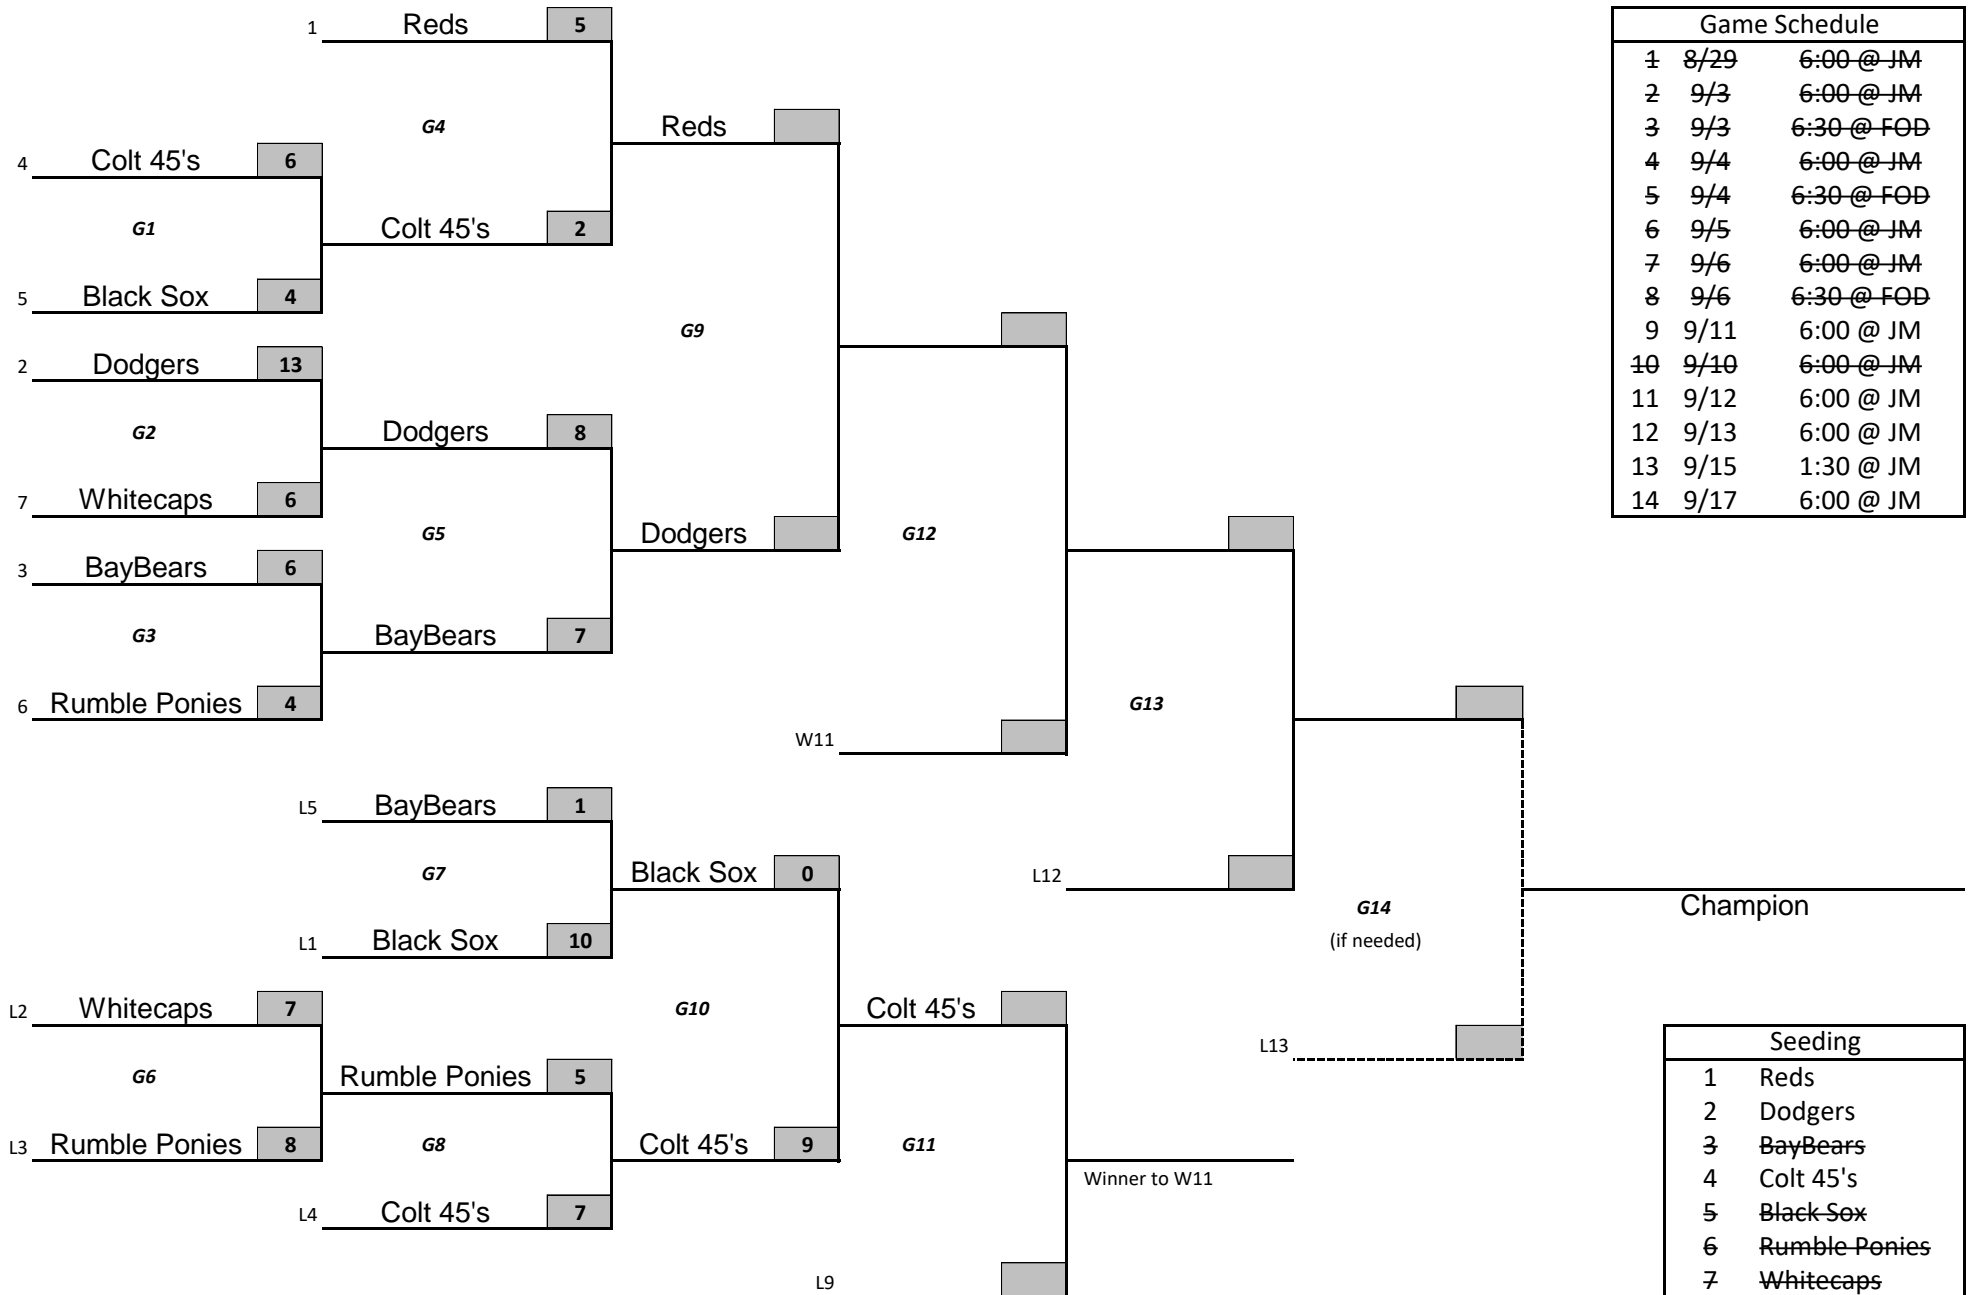 1 Reds 5
G4
Reds
4 Colt 45's 6
G1
Colt 45's 2
5 Black Sox 4
G9
2 Dodgers 13
G2
Dodgers 8
7 Whitecaps 6
G5
Dodgers
G12
3 BayBears 6
G3
BayBears 7
6 Rumble Ponies 4
G13
W11
L5 BayBears 1
G7
Black Sox 0
L12
L1 Black Sox 10
G14
(if needed)
Champion
L2 Whitecaps 7
G10
Colt 45's
G6
Rumble Ponies 5
L13
L3 Rumble Ponies 8
G8
Colt 45's 9
G11
Winner to W11
L4 Colt 45's 7
L9
Game Schedule
1 8/29 6:00 @ JM
2 9/3 6:00 @ JM
3 9/3 6:30 @ FOD
4 9/4 6:00 @ JM
5 9/4 6:30 @ FOD
6 9/5 6:00 @ JM
7 9/6 6:00 @ JM
8 9/6 6:30 @ FOD
9 9/11 6:00 @ JM
10 9/10 6:00 @ JM
11 9/12 6:00 @ JM
12 9/13 6:00 @ JM
13 9/15 1:30 @ JM
14 9/17 6:00 @ JM
Seeding
1 Reds
2 Dodgers
3 BayBears
4 Colt 45's
5 Black Sox
6 Rumble Ponies
7 Whitecaps